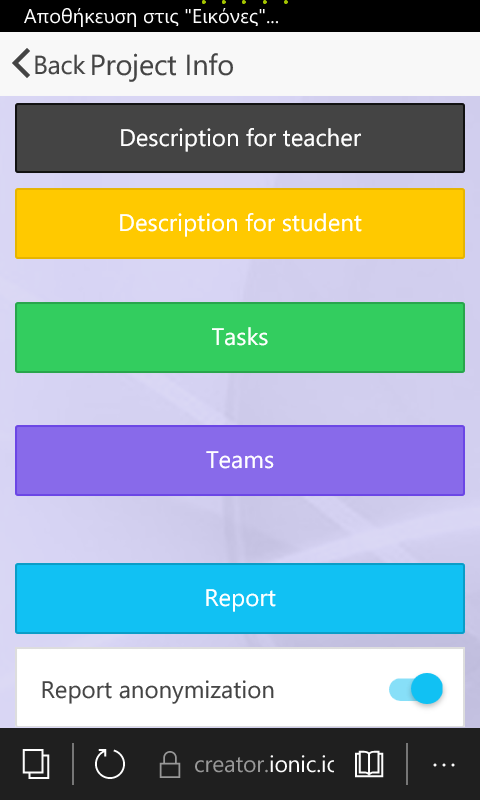 Αποθήκευση στις "Εικόνες"...
Back Project Info
Description for teacher
Description for student
Tasks
Teams
Report
Report anonymization
creator.ionic.io